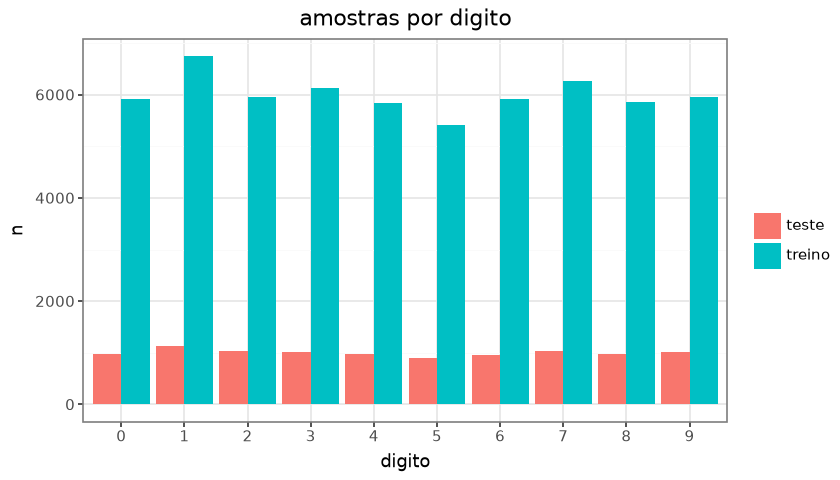 amostras por digito
n
6000
4000
2000
0
0 1 2 3 4 5 6 7 8 9
digito
teste
treino